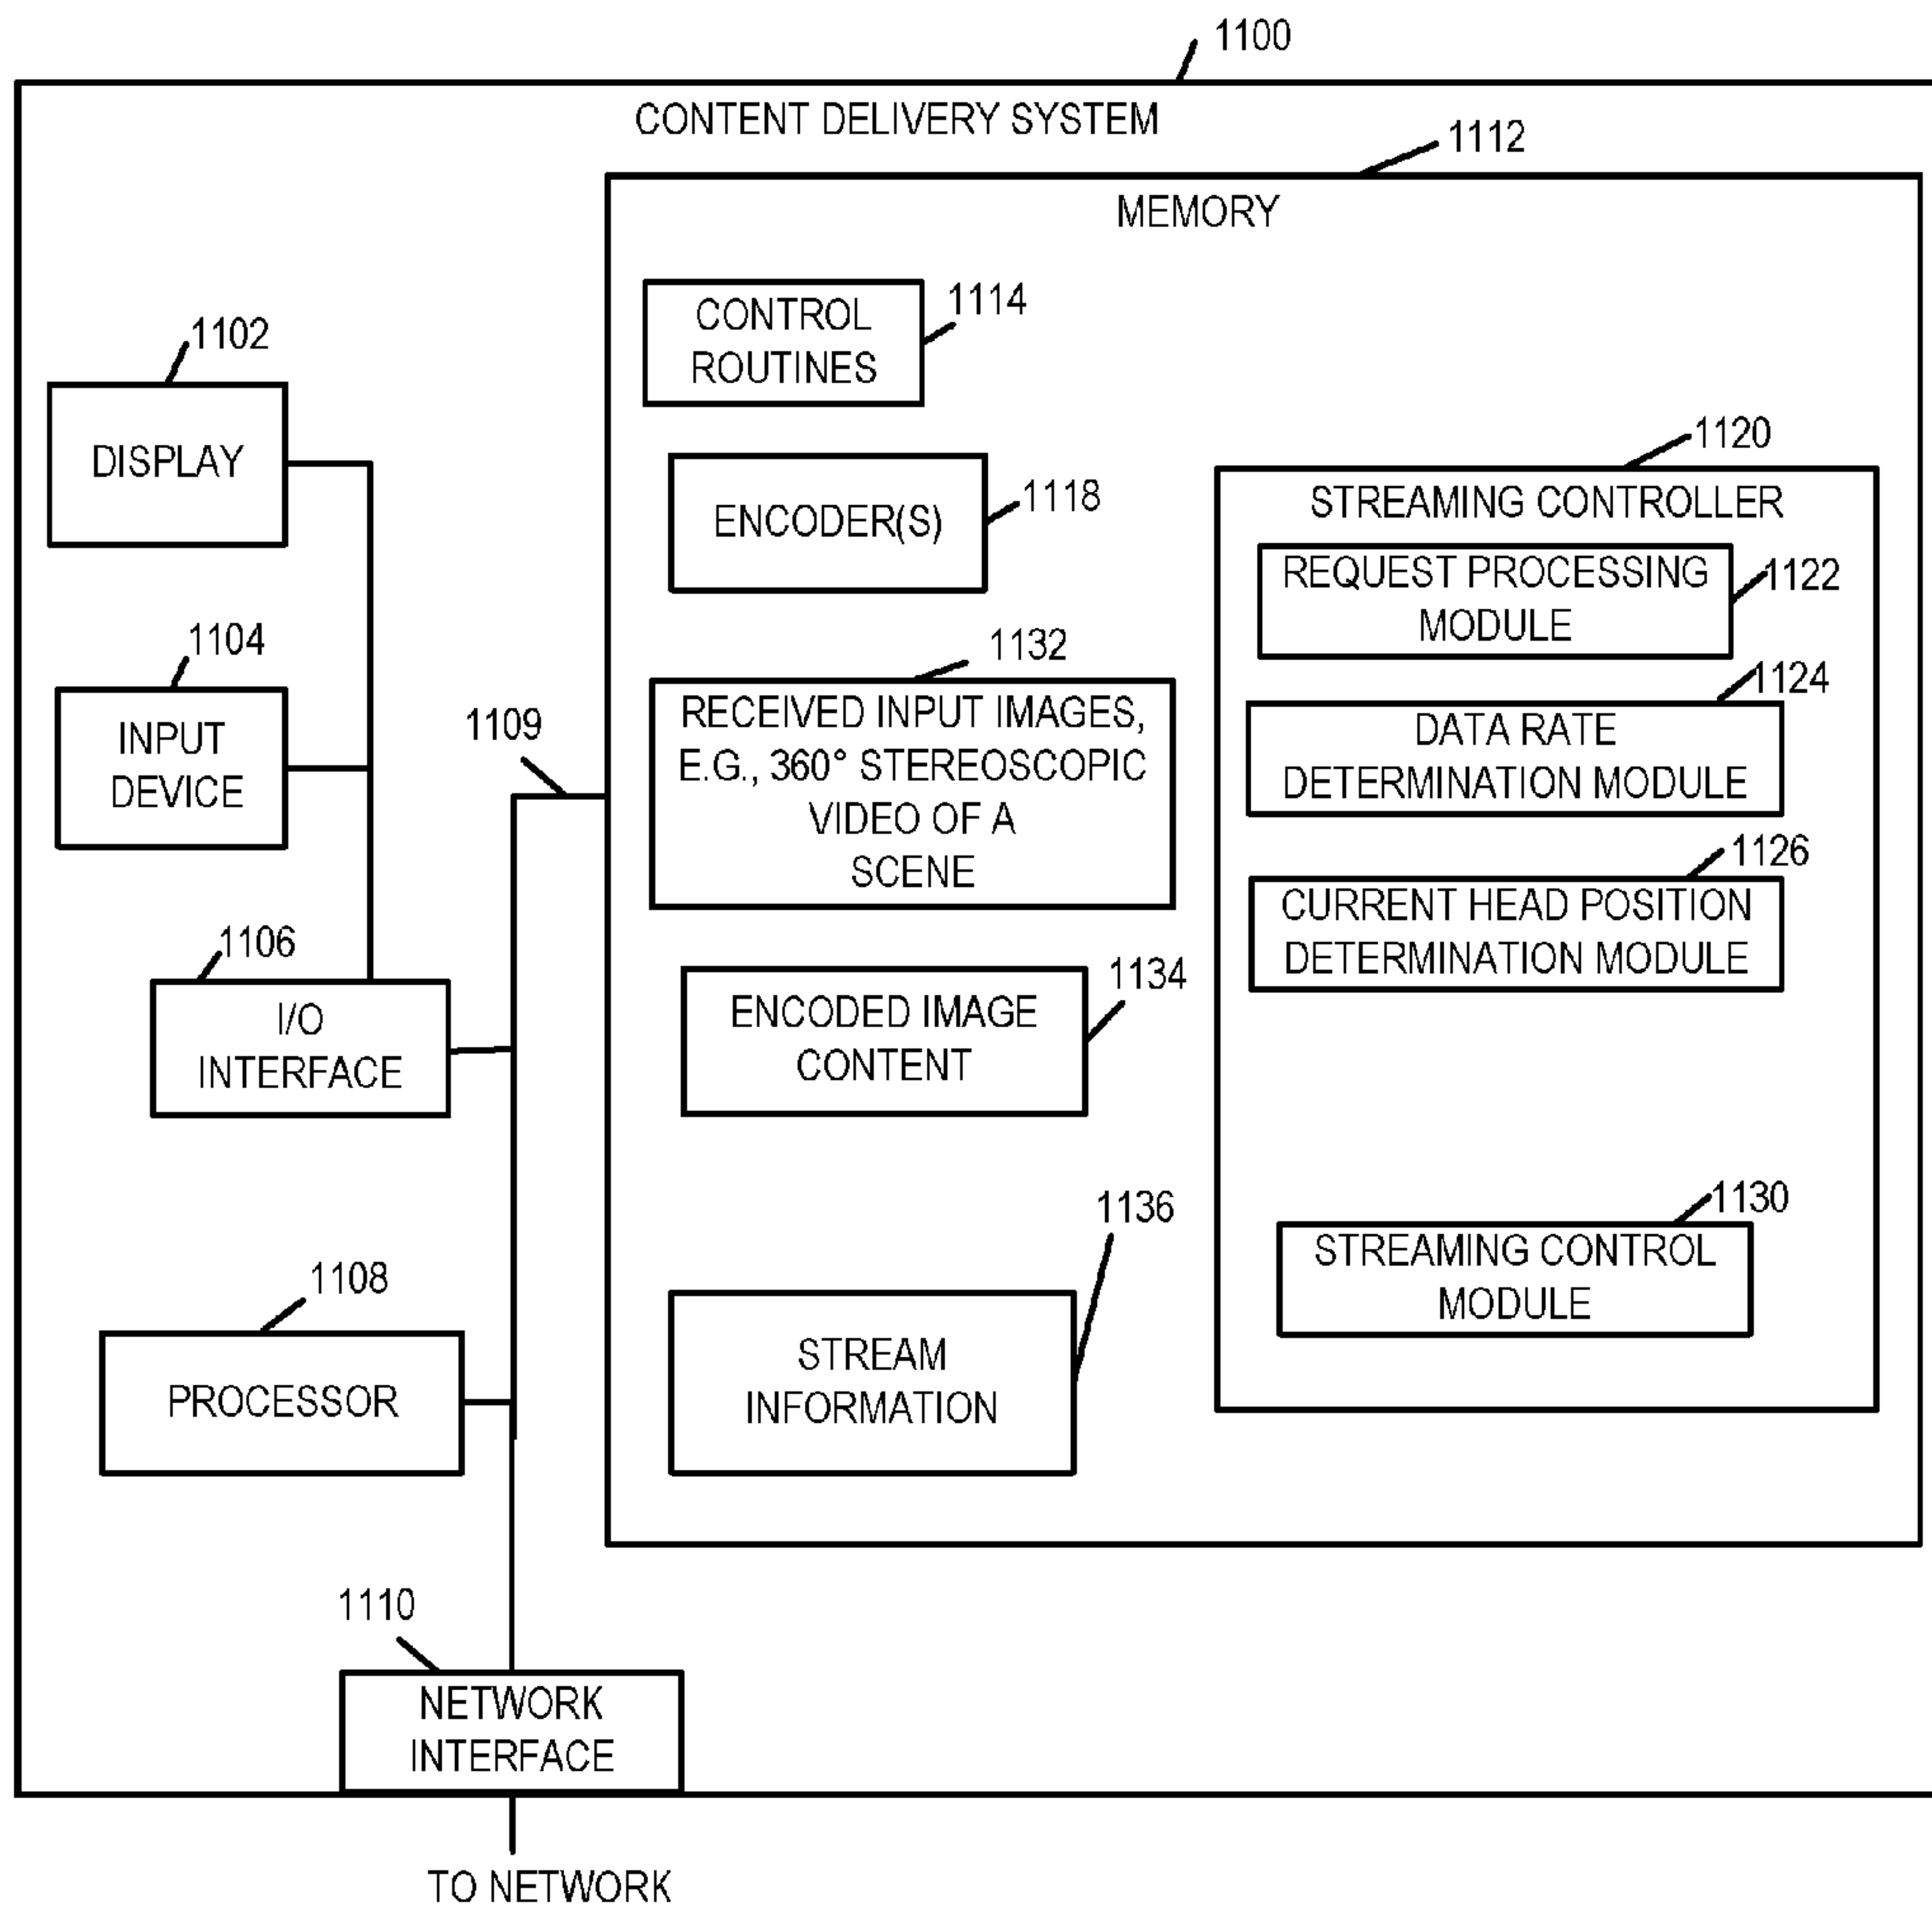 1100
CONTENT DELIVERY SYSTEM
1112
MEMORY
1114
CONTROL
ROUTINES
1102
DISPLAY
1118
ENCODER(S)
1120
STREAMING CONTROLLER
REQUEST PROCESSING
MODULE
1122
1104
INPUT
DEVICE
1109
1132
RECEIVED INPUT IMAGES,
E.G., 360° STEREOSCOPIC
VIDEO OF A
SCENE
1124
DATA RATE
DETERMINATION MODULE
1126
CURRENT HEAD POSITION
DETERMINATION MODULE
1106
I/O
INTERFACE
1134
ENCODED IMAGE
CONTENT
1136
STREAM
INFORMATION
1130
STREAMING CONTROL
MODULE
1108
PROCESSOR
1110
NETWORK
INTERFACE
TO NETWORK